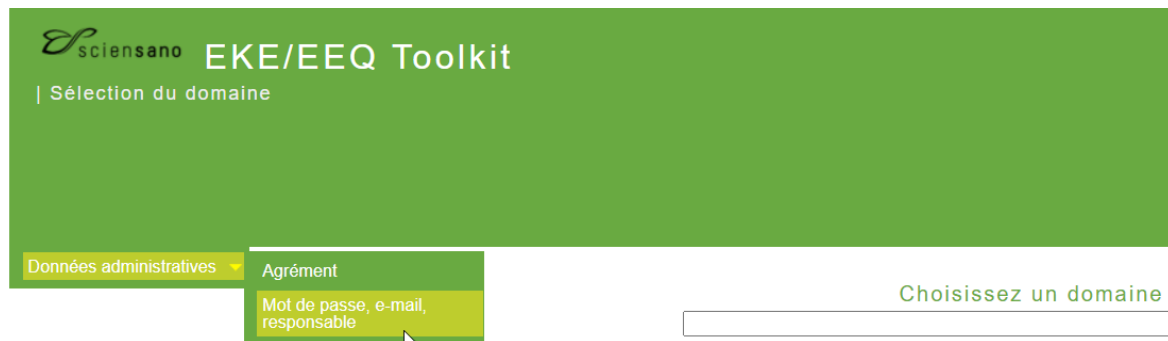 sciensano EKE/EEQ Toolkit
| Sélection du domaine
Données administratives
Agrément
Mot de passe, e-mail,
responsable
Choisissez un domaine